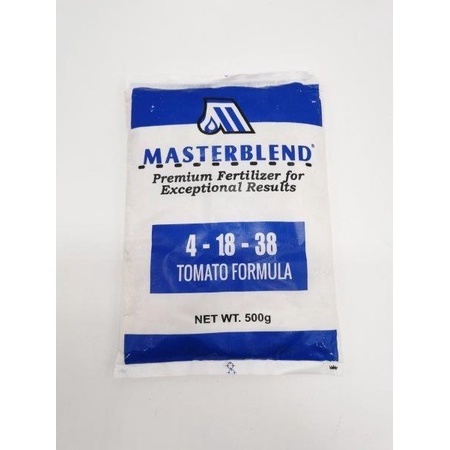 MASTERBLEND®
Premium Fertilizer for
Exceptional Results
4 - 18 - 38
TOMATO FORMULA
NET WT. 500g